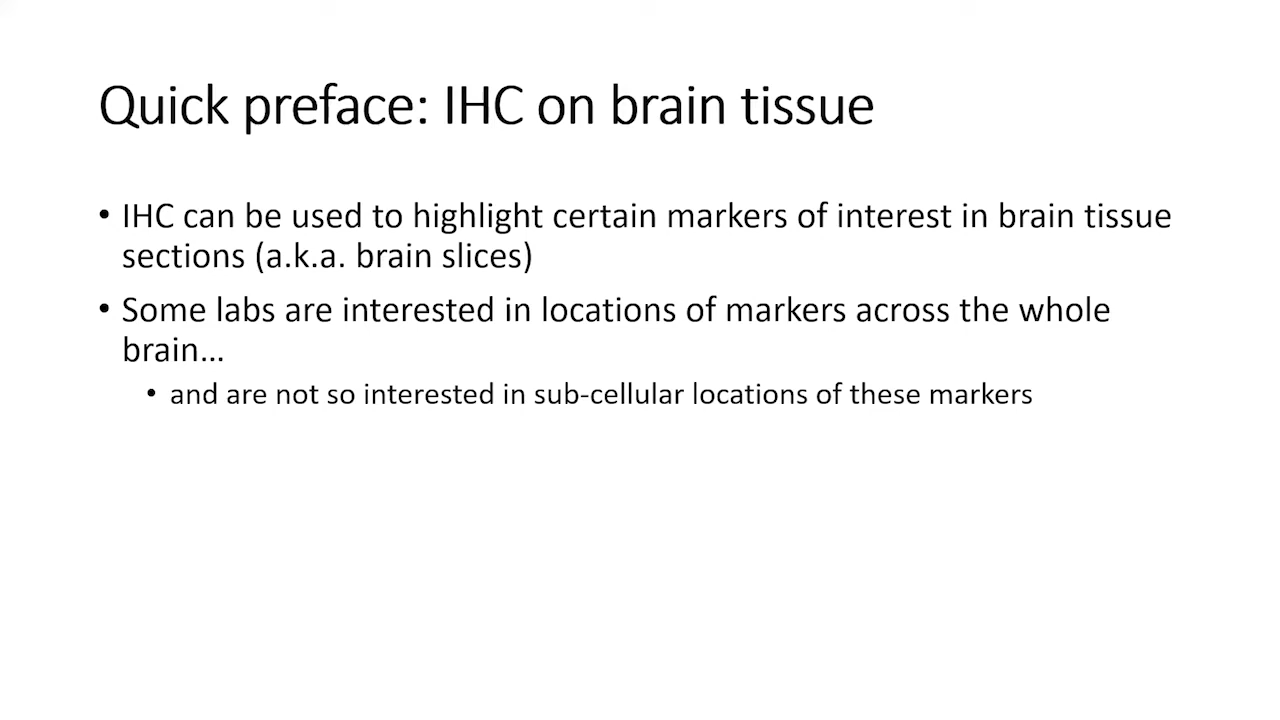 Quick preface: IHC on brain tissue
• IHC can be used to highlight certain markers of interest in brain tissue
sections (a.k.a. brain slices)
• Some labs are interested in locations of markers across the whole
brain…
• and are not so interested in sub-cellular locations of these markers